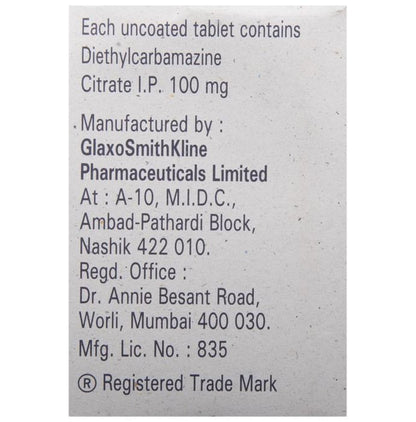 Each uncoated tablet contains
Diethylcarbamazine
Citrate I.P. 100 mg
Manufactured by :
GlaxoSmithKline
Pharmaceuticals Limited
At : A-10, M.I.D.C.,
Ambad-Pathardi Block,
Nashik 422 010.
Regd. Office :
Dr. Annie Besant Road,
Worli, Mumbai 400 030.
Mfg. Lic. No. : 835
® Registered Trade Mark